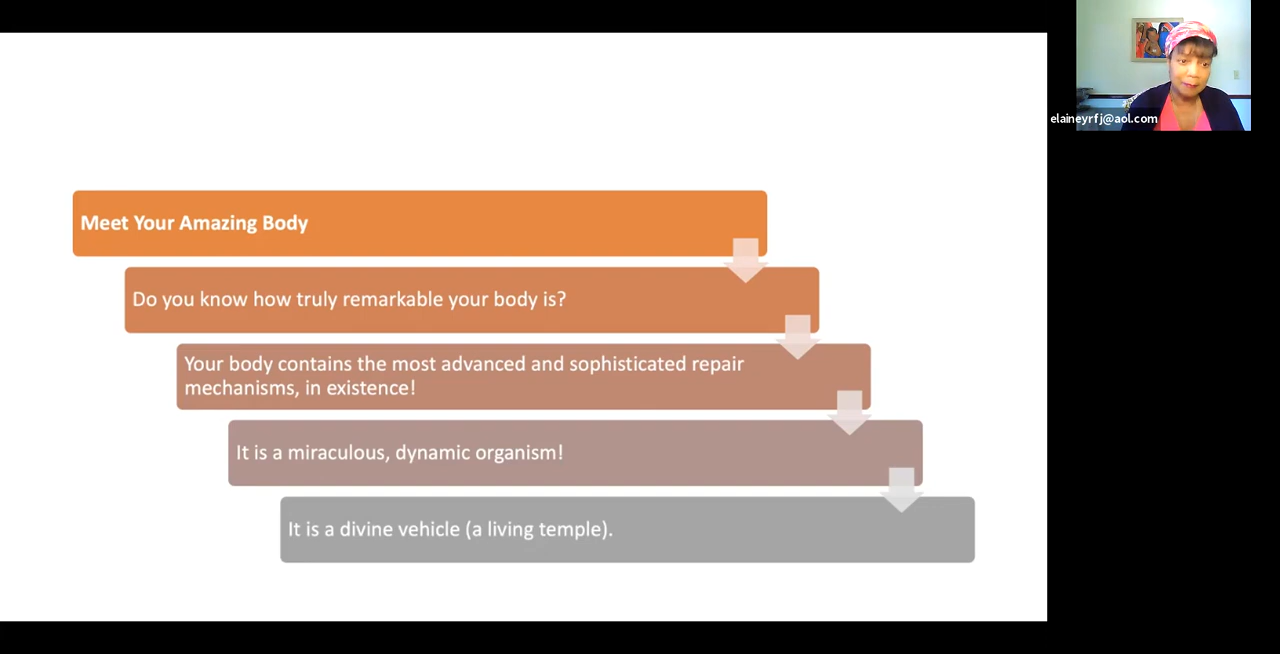 elaineyrfj@aol.com
Meet Your Amazing Body
Do you know how truly remarkable your body is?
Your body contains the most advanced and sophisticated repair
mechanisms, in existence!
It is a miraculous, dynamic organism!
It is a divine vehicle (a living temple).